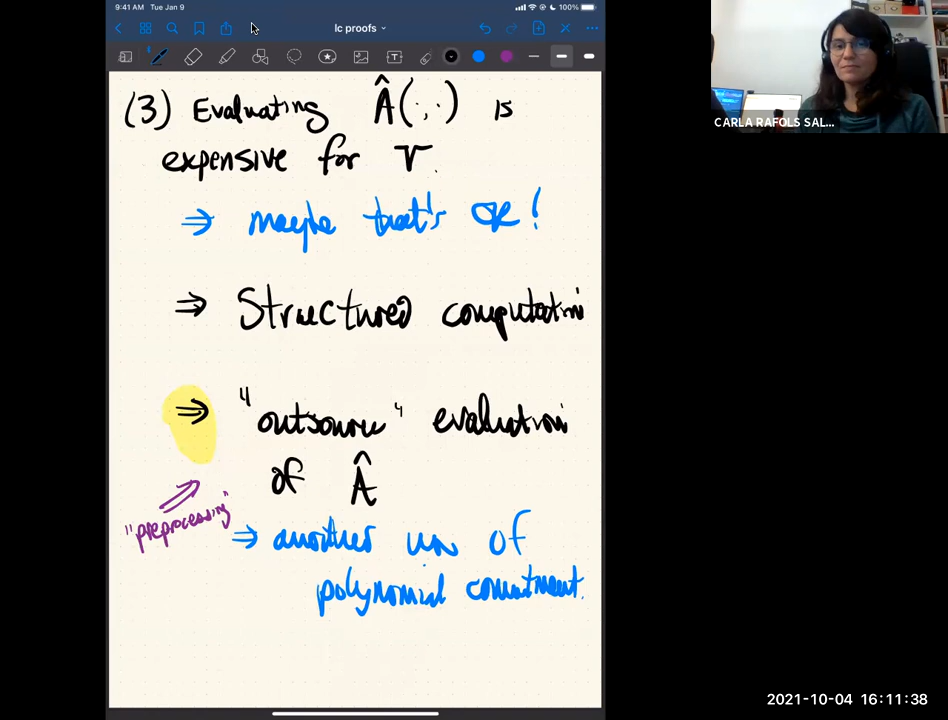 9:41 AM Tue Jan 9
100%
lc proofs
(3) Evaluating Â(·,·) is
expensive for V.
⇒ maybe that's OK!
⇒ Structured computation
⇒ "outsource" evaluation
of Â
"preprocessing"
⇒ another use of
polynomial commitment.
CARLA RAFOLS SAL...
2021-10-04 16:11:38